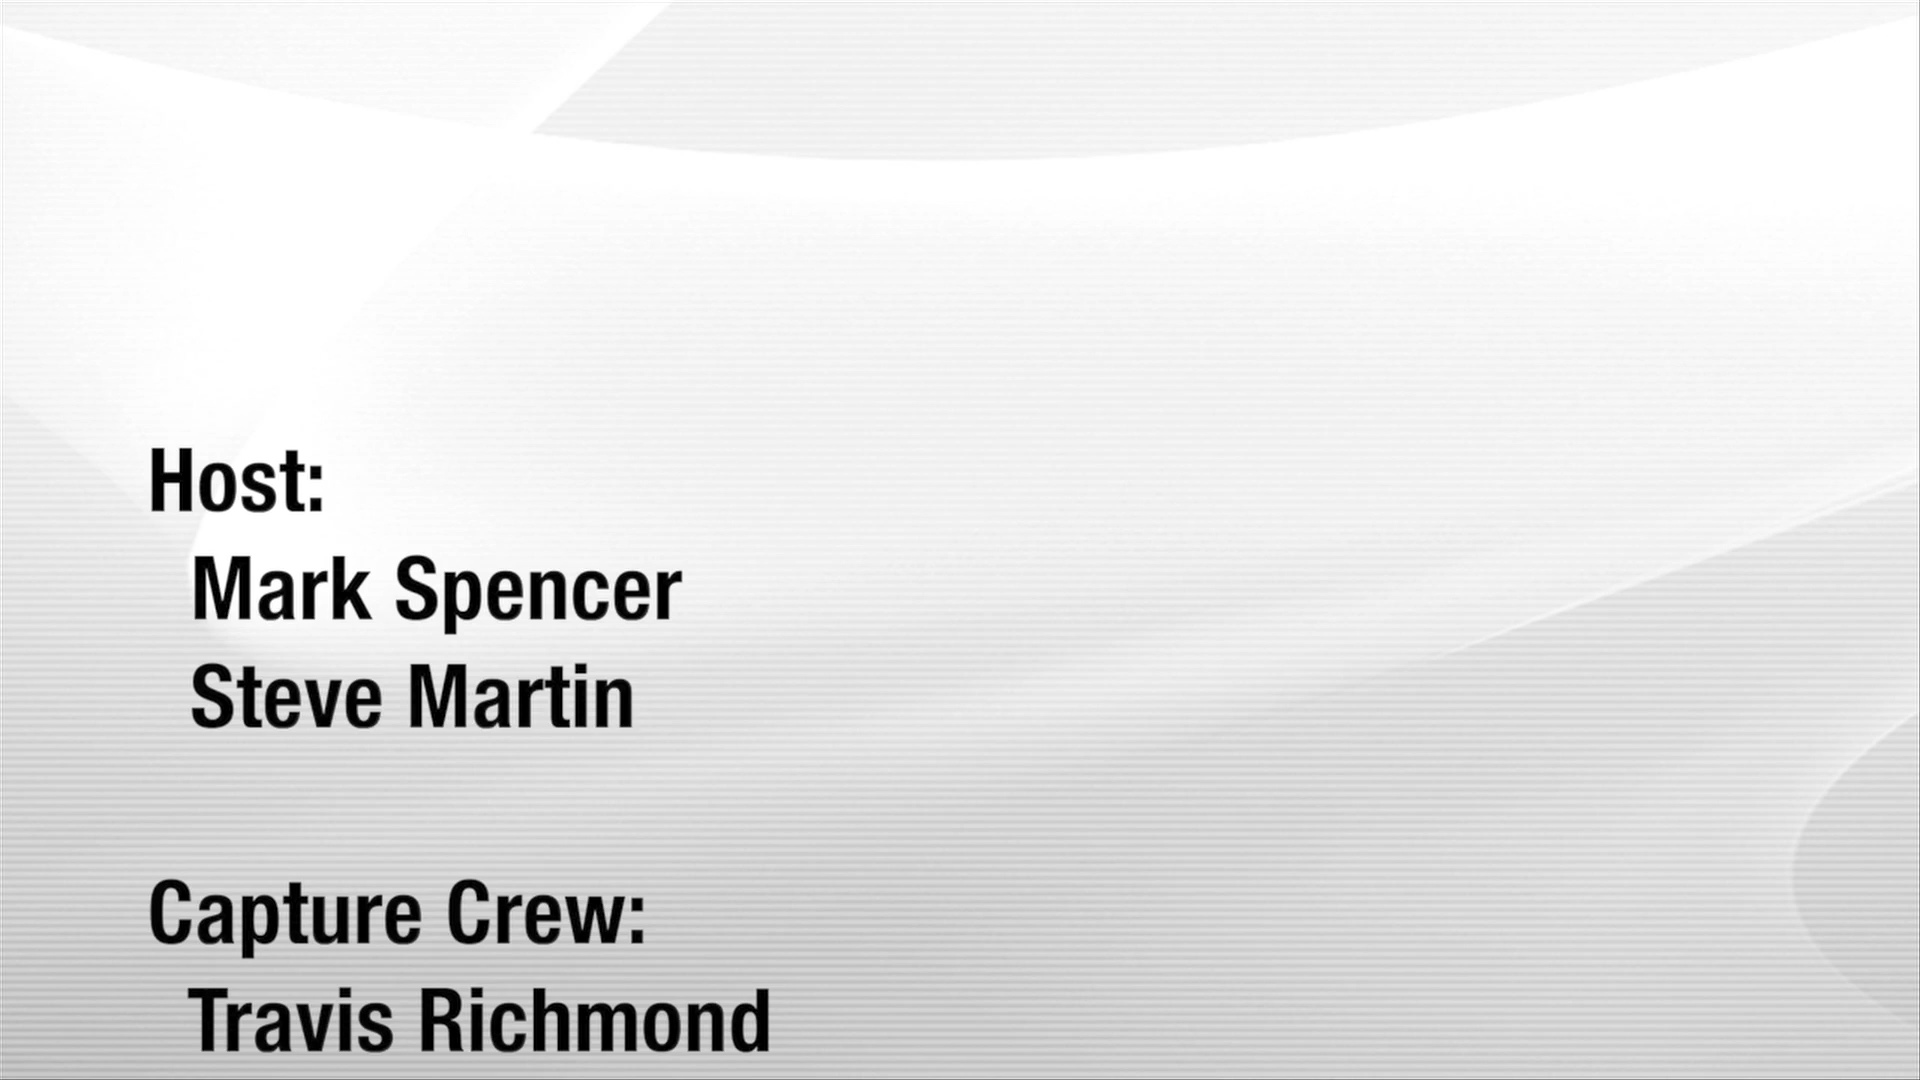 Host:
Mark Spencer
Steve Martin
Capture Crew:
Travis Richmond